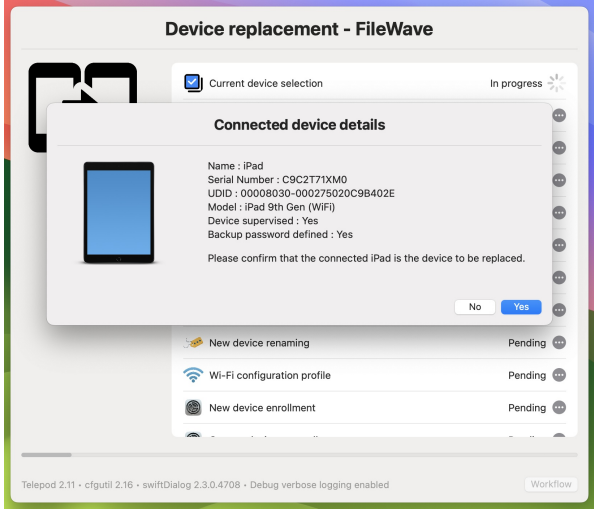 Device replacement - FileWave
Current device selection In progress
Connected device details
Name : iPad
Serial Number : C9C2T71XM0
UDID : 00008030-000275020C9B402E
Model : iPad 9th Gen (WiFi)
Device supervised : Yes
Backup password defined : Yes
Please confirm that the connected iPad is the device to be replaced.
No Yes
New device renaming Pending
Wi-Fi configuration profile Pending
New device enrollment Pending
Telepod 2.11 • cfgutil 2.16 • swiftDialog 2.3.0.4708 • Debug verbose logging enabled
Workflow